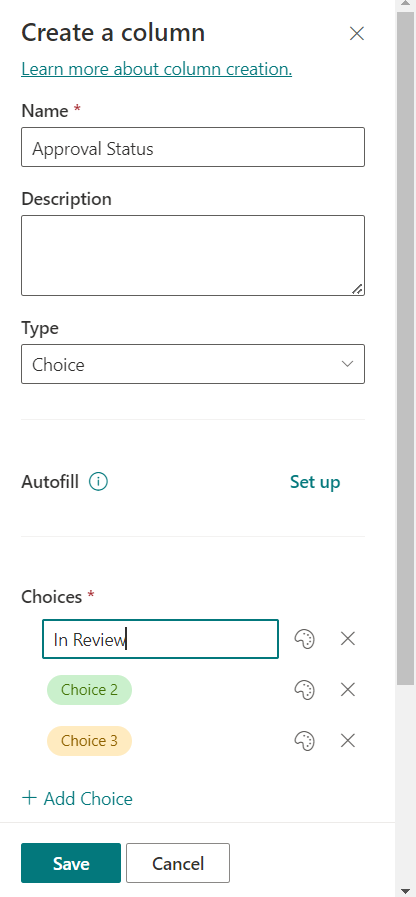 Create a column
Learn more about column creation.
Name *
Approval Status
Description
Type
Choice
Autofill Set up
Choices *
In Review
Choice 2
Choice 3
+ Add Choice
Save Cancel